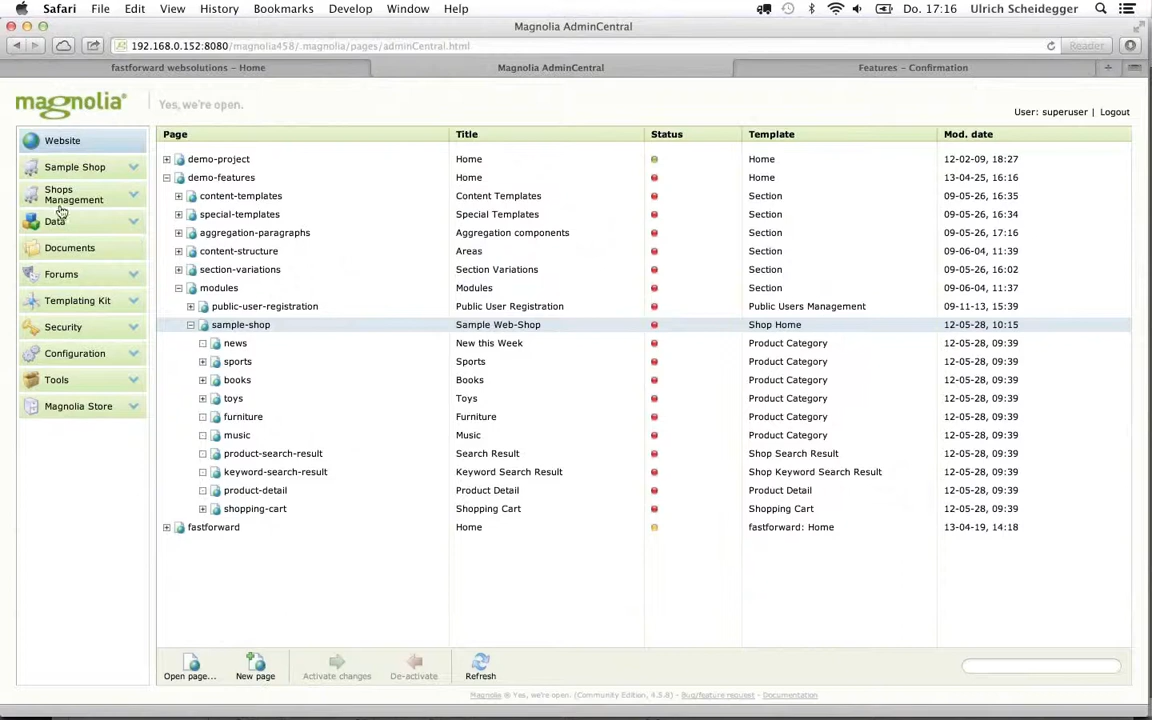 Safari File Edit View History Bookmarks Develop Window Help Do. 17:16 Ulrich Scheidegger
Magnolia AdminCentral
192.168.0.152:8080/magnolia458/.magnolia/pages/adminCentral.html Reader
fastforward websolutions – Home Magnolia AdminCentral Features – Confirmation
magnolia® Yes, we're open.
User: superuser | Logout
Website
Sample Shop
Shops
Management
Data
Documents
Forums
Templating Kit
Security
Configuration
Tools
Magnolia Store
Page Title Status Template Mod. date
demo-project Home Home 12-02-09, 18:27
demo-features Home Home 13-04-25, 16:16
content-templates Content Templates Section 09-05-26, 16:35
special-templates Special Templates Section 09-05-26, 16:34
aggregation-paragraphs Aggregation components Section 09-05-26, 17:16
content-structure Areas Section 09-06-04, 11:39
section-variations Section Variations Section 09-05-26, 16:02
modules Modules Section 09-06-04, 11:37
public-user-registration Public User Registration Public Users Management 09-11-13, 15:39
sample-shop Sample Web-Shop Shop Home 12-05-28, 10:15
news New this Week Product Category 12-05-28, 09:39
sports Sports Product Category 12-05-28, 09:39
books Books Product Category 12-05-28, 09:39
toys Toys Product Category 12-05-28, 09:39
furniture Furniture Product Category 12-05-28, 09:39
music Music Product Category 12-05-28, 09:39
product-search-result Search Result Shop Search Result 12-05-28, 09:39
keyword-search-result Keyword Search Result Shop Keyword Search Result 12-05-28, 09:39
product-detail Product Detail Product Detail 12-05-28, 09:39
shopping-cart Shopping Cart Shopping Cart 12-05-28, 09:39
fastforward Home fastforward: Home 13-04-19, 14:18
Open page... New page Activate changes De-activate Refresh
Magnolia ® Yes, we're open. (Community Edition, 4.5.8) - Bug/feature request - Documentation